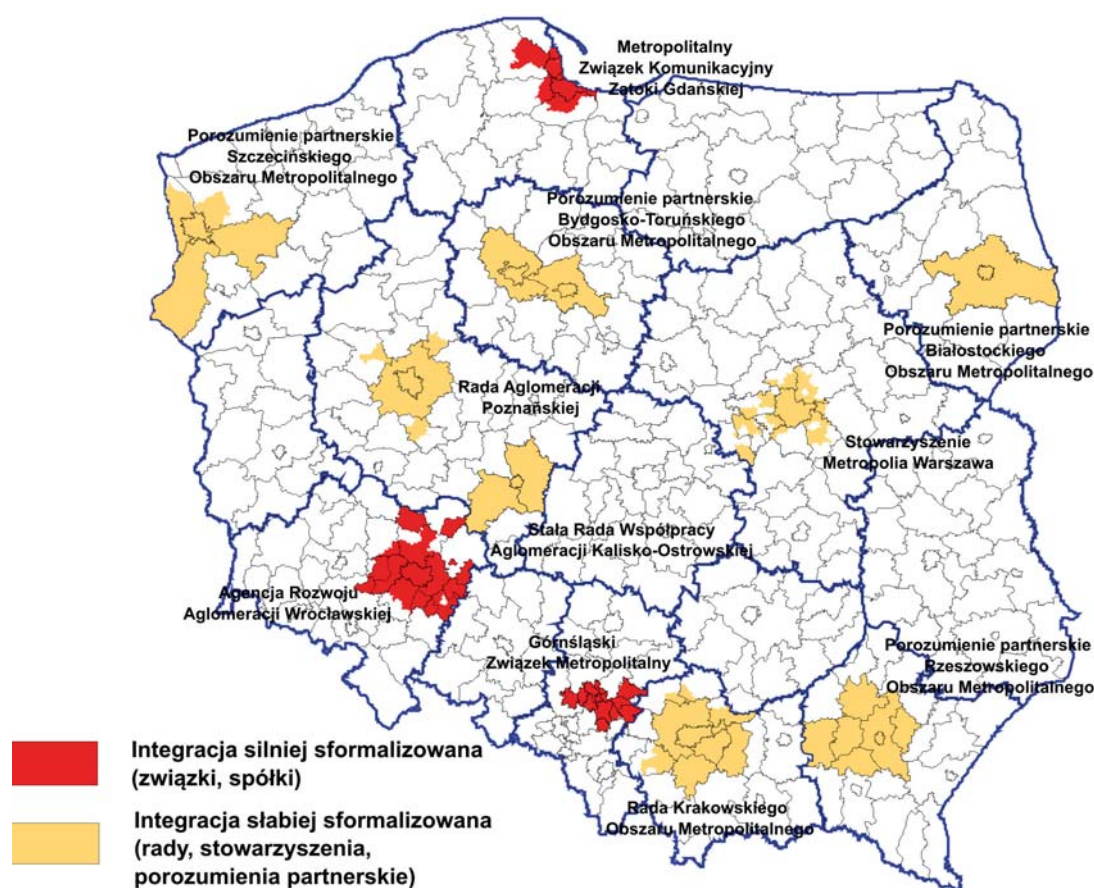 Metropolitalny
Związek Komunikacyjny
Zatoki Gdańskiej
Porozumienie partnerskie
Szczecińskiego
Obszaru Metropolitalnego
Porozumienie partnerskie
Bydgosko-Toruńskiego
Obszaru Metropolitalnego
Porozumienie partnerskie
Białostockiego
Obszaru Metropolitalnego
Rada Aglomeracji
Poznańskiej
Stowarzyszenie
Metropolia Warszawa
Stała Rada Współpracy
Aglomeracji Kalisko-Ostrowskiej
Agencja Rozwoju
Aglomeracji Wrocławskiej
Górnśląski
Związek Metropolitalny
Porozumienie partnerskie
Rzeszowskiego
Obszaru Metropolitalnego
Rada Krakowskiego
Obszaru Metropolitalnego
Integracja silniej sformalizowana
(związki, spółki)
Integracja słabiej sformalizowana
(rady, stowarzyszenia,
porozumienia partnerskie)